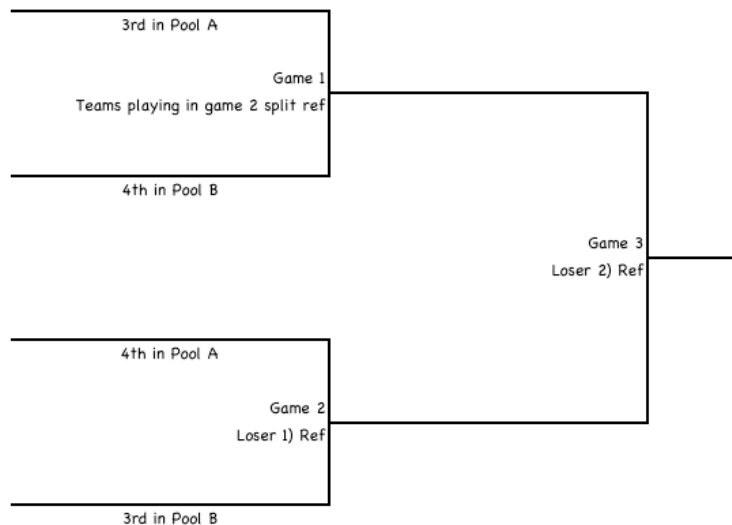 3rd in Pool A
Game 1
Teams playing in game 2 split ref
4th in Pool B
Game 3
Loser 2) Ref
4th in Pool A
Game 2
Loser 1) Ref
3rd in Pool B